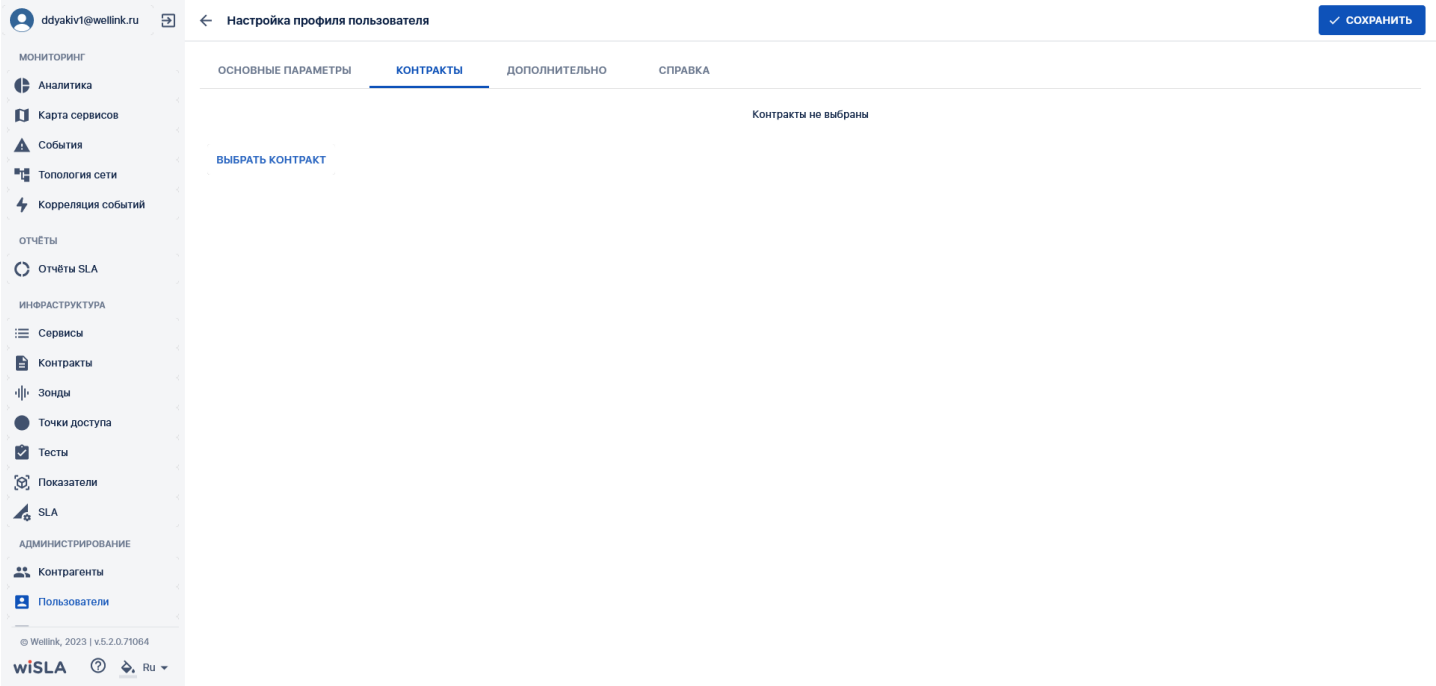 ddyakiv1@wellink.ru
Настройка профиля пользователя
СОХРАНИТЬ
МОНИТОРИНГ
Аналитика
Карта сервисов
События
Топология сети
Корреляция событий
ОТЧЁТЫ
Отчёты SLA
ИНФРАСТРУКТУРА
Сервисы
Контракты
Зонды
Точки доступа
Тесты
Показатели
SLA
АДМИНИСТРИРОВАНИЕ
Контрагенты
Пользователи
© Wellink, 2023 | v.5.2.0.71064
wiSLA
Ru
ОСНОВНЫЕ ПАРАМЕТРЫ КОНТРАКТЫ ДОПОЛНИТЕЛЬНО СПРАВКА
Контракты не выбраны
ВЫБРАТЬ КОНТРАКТ